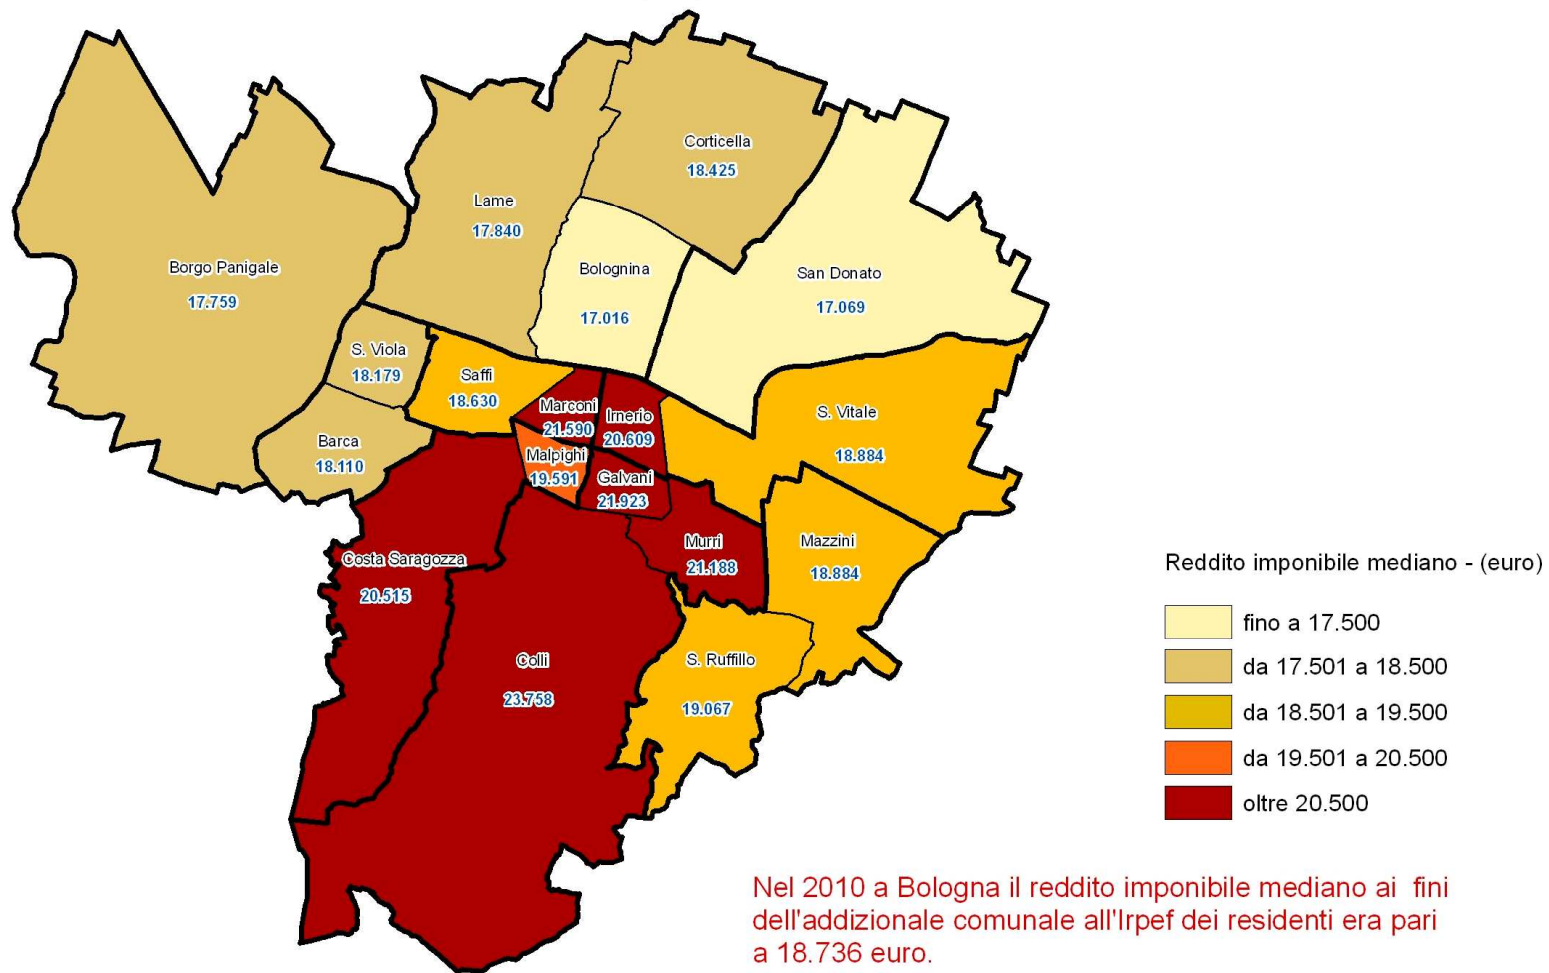 Corticella
18.425
Lame
17.840
Borgo Panigale
17.759
Bolognina
17.016
San Donato
17.069
S. Viola
18.179
Saffi
18.630
Marconi
21.590
Irnerio
20.609
S. Vitale
18.884
Barca
18.110
Malpighi
19.591
Galvani
21.923
Murri
21.188
Mazzini
18.884
Costa Saragozza
20.515
Colli
23.758
S. Ruffillo
19.067
Reddito imponibile mediano - (euro)
fino a 17.500
da 17.501 a 18.500
da 18.501 a 19.500
da 19.501 a 20.500
oltre 20.500
Nel 2010 a Bologna il reddito imponibile mediano ai fini
dell'addizionale comunale all'Irpef dei residenti era pari
a 18.736 euro.